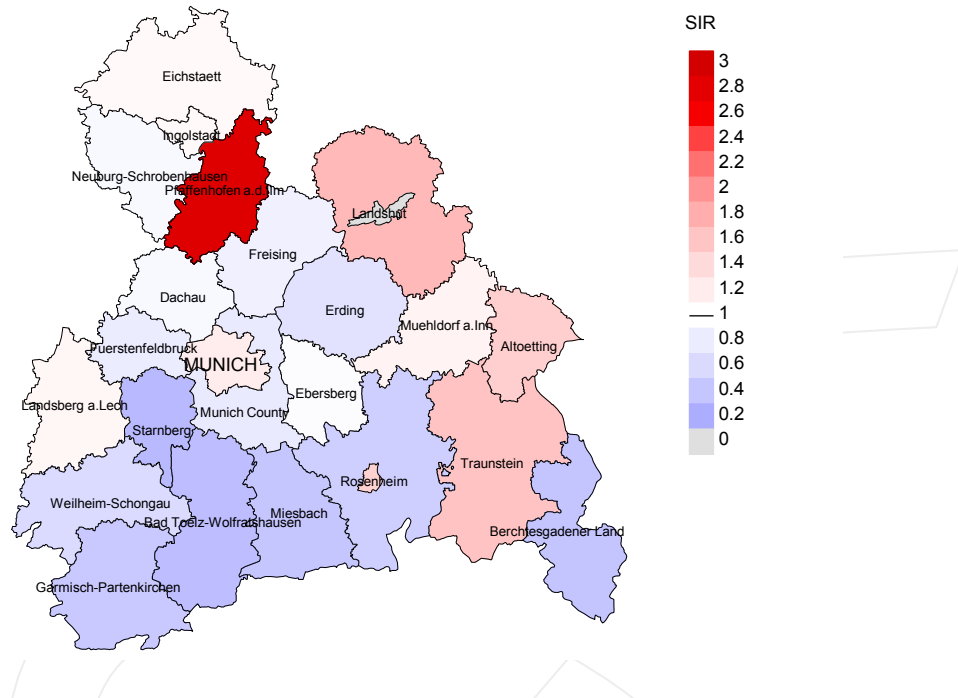 SIR
3
2.8
2.6
2.4
2.2
2
1.8
1.6
1.4
1.2
1
0.8
0.6
0.4
0.2
0
Eichstaett
Ingolstadt
Neuburg-Schrobenhausen
Pfaffenhofen a.d.Ilm
Landshut
Freising
Dachau
Erding
Muehldorf a.Inn
Altoetting
Fuerstenfeldbruck
MUNICH
Ebersberg
Landsberg a.Lech
Munich County
Starnberg
Traunstein
Rosenheim
Weilheim-Schongau
Miesbach
Bad Toelz-Wolfratshausen
Berchtesgadener Land
Garmisch-Partenkirchen